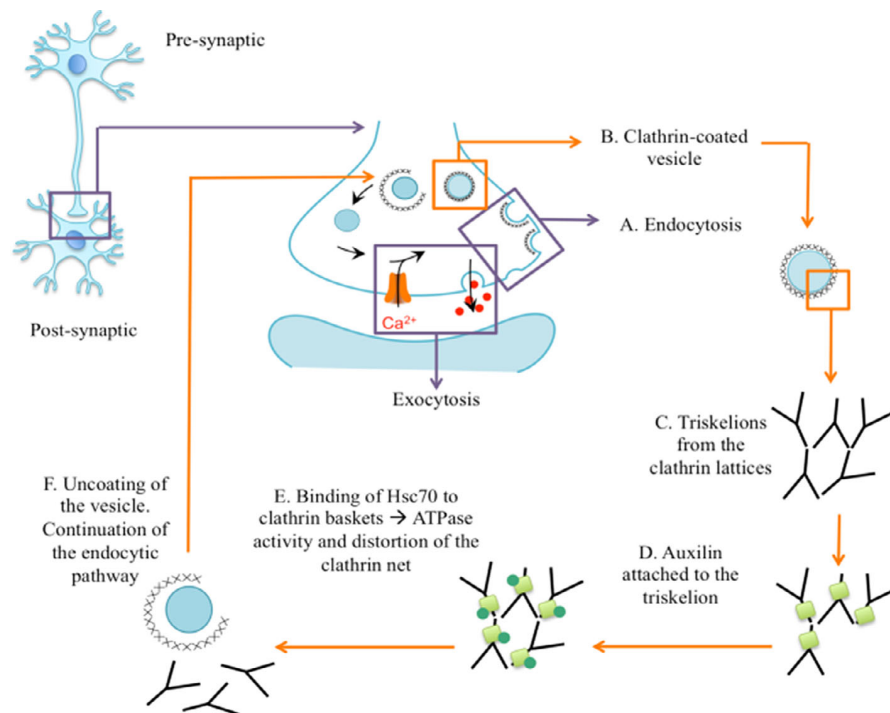 Pre-synaptic
B. Clathrin-coated
vesicle
A. Endocytosis
Ca²⁺
Post-synaptic
Exocytosis
C. Triskelions
from the
clathrin lattices
F. Uncoating of
the vesicle.
Continuation of
the endocytic
pathway
E. Binding of Hsc70 to
clathrin baskets → ATPase
activity and distortion of the
clathrin net
D. Auxilin
attached to the
triskelion